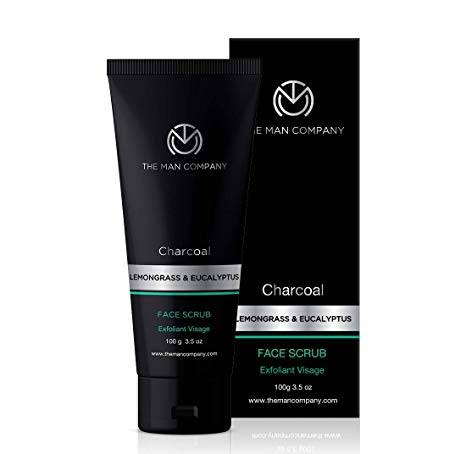 THE MAN COMPANY
Charcoal
LEMONGRASS & EUCALYPTUS
FACE SCRUB
Exfoliant Visage
100 g 3.5 oz
www.themancompany.com
THE MAN COMPANY
Charcoal
LEMONGRASS & EUCALYPTUS
FACE SCRUB
Exfoliant Visage
100g 3.5 oz
www.themancompany.com